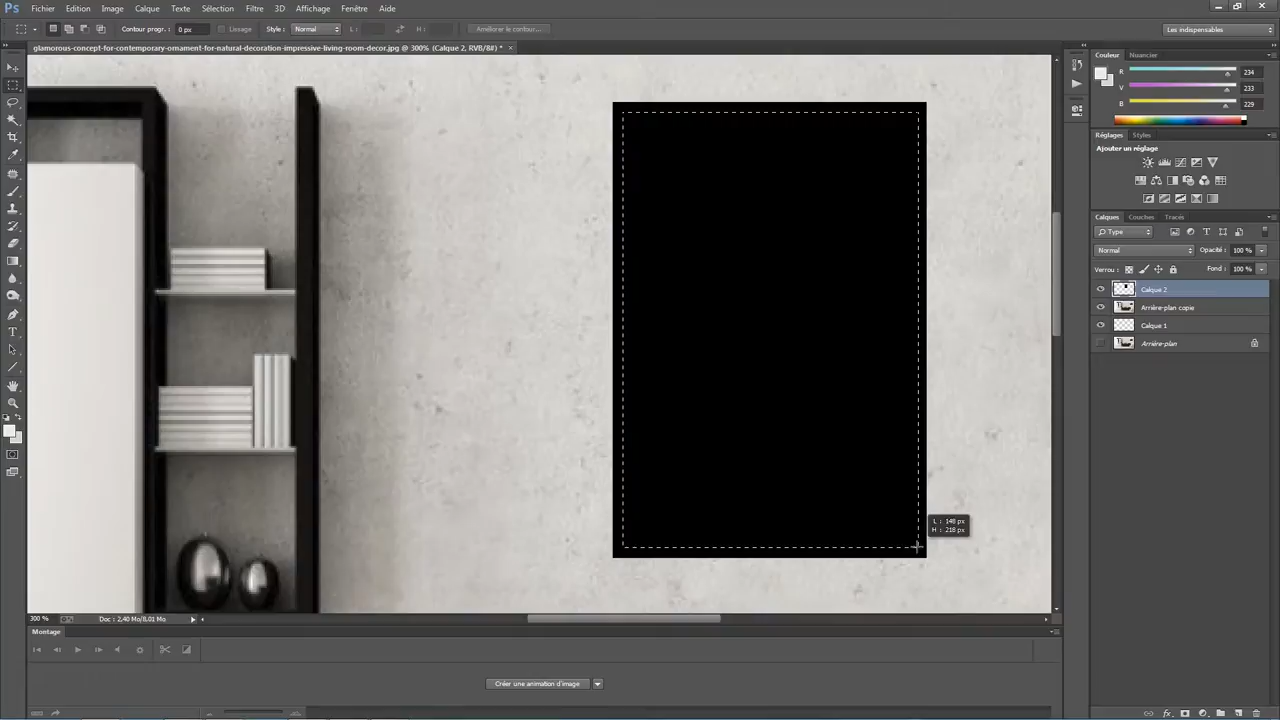 Ps Fichier Edition Image Calque Texte Sélection Filtre 3D Affichage Fenêtre Aide
Contour progr. : 0 px Lissage Style : Normal L : H : Améliorer le contour... Les indispensables
glamorous-concept-for-contemporary-ornament-for-natural-decoration-impressive-living-room-decor.jpg @ 300% (Calque 2, RVB/8#) * ×
Couleur Nuancier
R 234
V 233
B 229
Réglages Styles
Ajouter un réglage
Calques Couches Tracés
Type
Normal Opacité : 100 %
Verrou : Fond : 100 %
Calque 2
Arrière-plan copie
Calque 1
Arrière-plan
L : 148 px
H : 218 px
300 % Doc : 2,40 Mo/8,01 Mo
Montage
Créer une animation d'image
fx